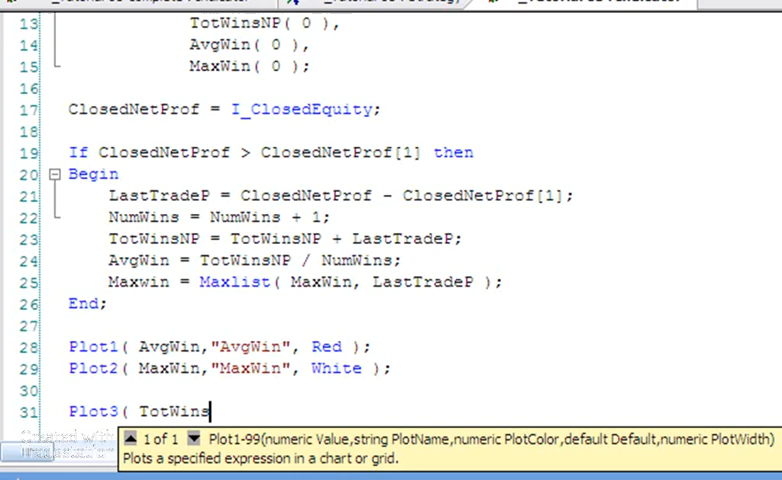 13 TotWinsNP( 0 ),
14 AvgWin( 0 ),
15 MaxWin( 0 );
16
17 ClosedNetProf = I_ClosedEquity;
18
19 If ClosedNetProf > ClosedNetProf[1] then
20 Begin
21 LastTradeP = ClosedNetProf - ClosedNetProf[1];
22 NumWins = NumWins + 1;
23 TotWinsNP = TotWinsNP + LastTradeP;
24 AvgWin = TotWinsNP / NumWins;
25 Maxwin = Maxlist( MaxWin, LastTradeP );
26 End;
27
28 Plot1( AvgWin,"AvgWin", Red );
29 Plot2( MaxWin,"MaxWin", White );
30
31 Plot3( TotWins
1 of 1 Plot1-99(numeric Value,string PlotName,numeric PlotColor,default Default,numeric PlotWidth)
Plots a specified expression in a chart or grid.